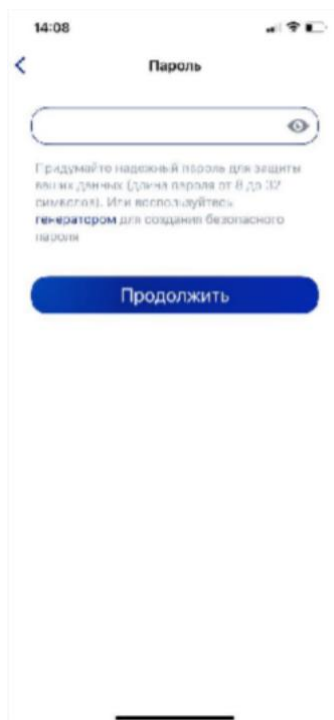 14:08
Пароль
Придумайте надежный пароль для защиты
ваших данных (длина пароля от 8 до 32
символов). Или воспользуйтесь
генератором для создания безопасного
пароля
Продолжить